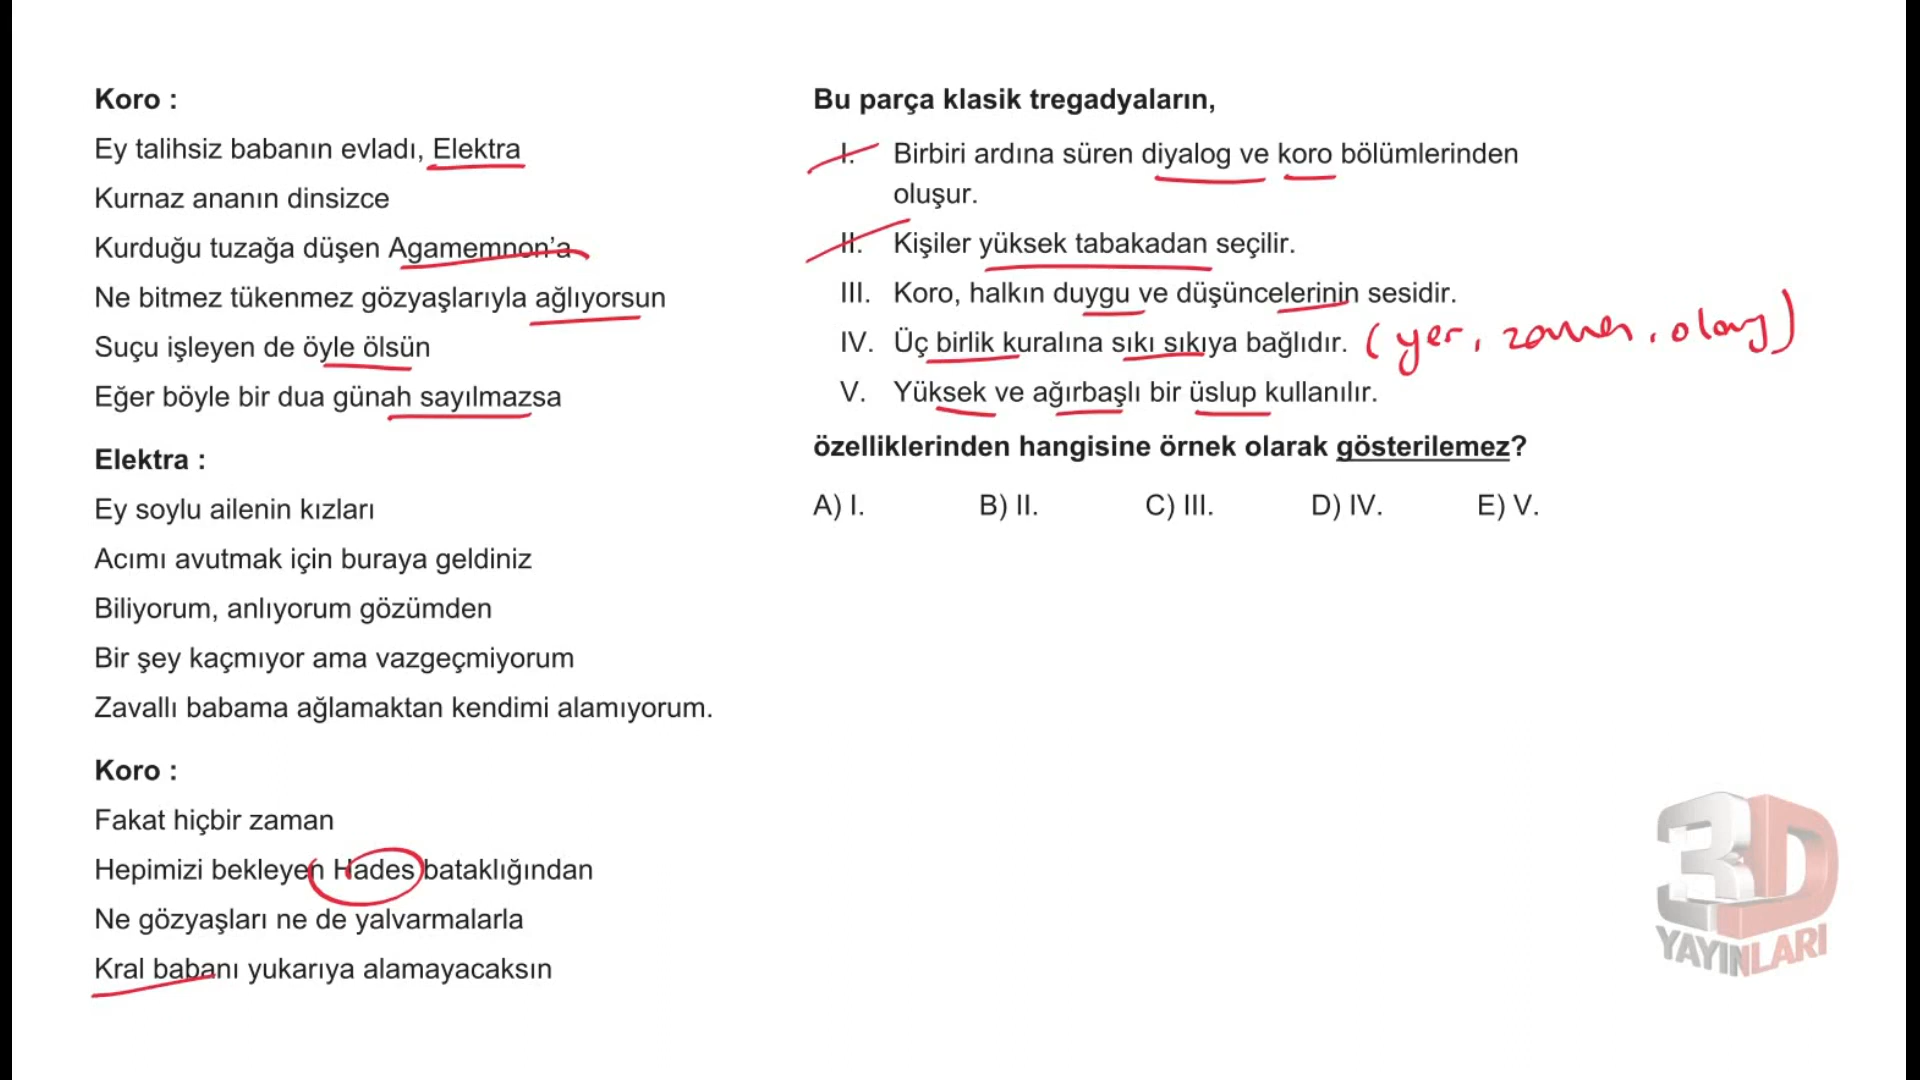 Koro :
Ey talihsiz babanın evladı, Elektra
Kurnaz ananın dinsizce
Kurduğu tuzağa düşen Agamemnon’a
Ne bitmez tükenmez gözyaşlarıyla ağlıyorsun
Suçu işleyen de öyle ölsün
Eğer böyle bir dua günah sayılmazsa
Elektra :
Ey soylu ailenin kızları
Acımı avutmak için buraya geldiniz
Biliyorum, anlıyorum gözümden
Bir şey kaçmıyor ama vazgeçmiyorum
Zavallı babama ağlamaktan kendimi alamıyorum.
Koro :
Fakat hiçbir zaman
Hepimizi bekleyen Hades bataklığından
Ne gözyaşları ne de yalvarmalarla
Kral babanı yukarıya alamayacaksın
Bu parça klasik tregadyaların,
I. Birbiri ardına süren diyalog ve koro bölümlerinden
oluşur.
II. Kişiler yüksek tabakadan seçilir.
III. Koro, halkın duygu ve düşüncelerinin sesidir.
IV. Üç birlik kuralına sıkı sıkıya bağlıdır. (yer, zaman, olay)
V. Yüksek ve ağırbaşlı bir üslup kullanılır.
özelliklerinden hangisine örnek olarak gösterilemez?
A) I. B) II. C) III. D) IV. E) V.
3D
YAYINLARI